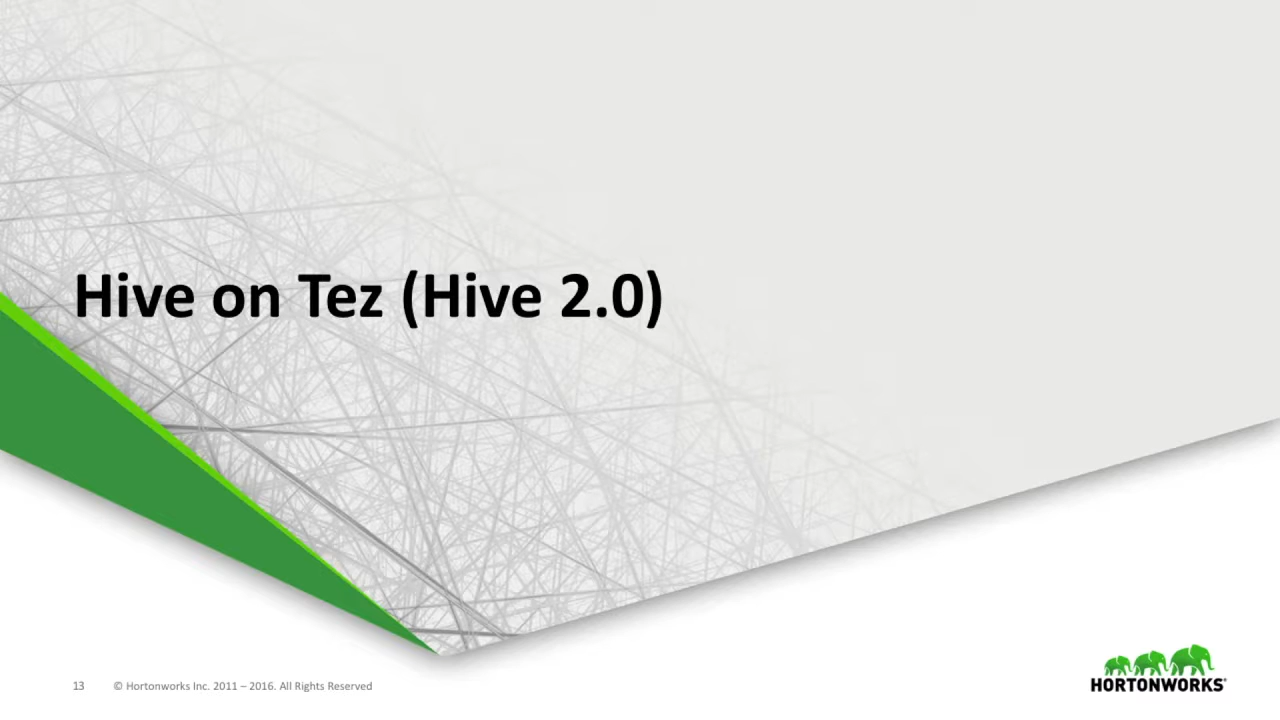 Hive on Tez (Hive 2.0)
13 © Hortonworks Inc. 2011 – 2016. All Rights Reserved
HORTONWORKS®